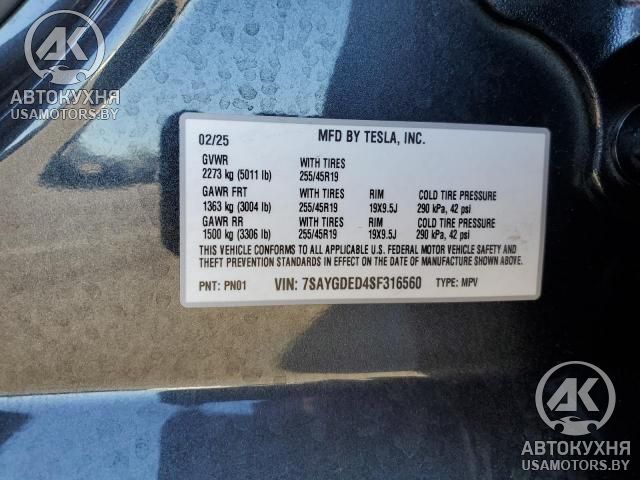 АК
АВТОКУХНЯ
USAMOTORS.BY
02/25 MFD BY TESLA, INC.
GVWR WITH TIRES
2273 kg (5011 lb) 255/45R19
GAWR FRT WITH TIRES RIM COLD TIRE PRESSURE
1363 kg (3004 lb) 255/45R19 19X9.5J 290 kPa, 42 psi
GAWR RR WITH TIRES RIM COLD TIRE PRESSURE
1500 kg (3306 lb) 255/45R19 19X9.5J 290 kPa, 42 psi
THIS VEHICLE CONFORMS TO ALL APPLICABLE U.S. FEDERAL MOTOR VEHICLE SAFETY AND
THEFT PREVENTION STANDARDS IN EFFECT ON THE DATE OF MANUFACTURE SHOWN ABOVE.
PNT: PN01 VIN: 7SAYGDED4SF316560 TYPE: MPV
АК
АВТОКУХНЯ
USAMOTORS.BY